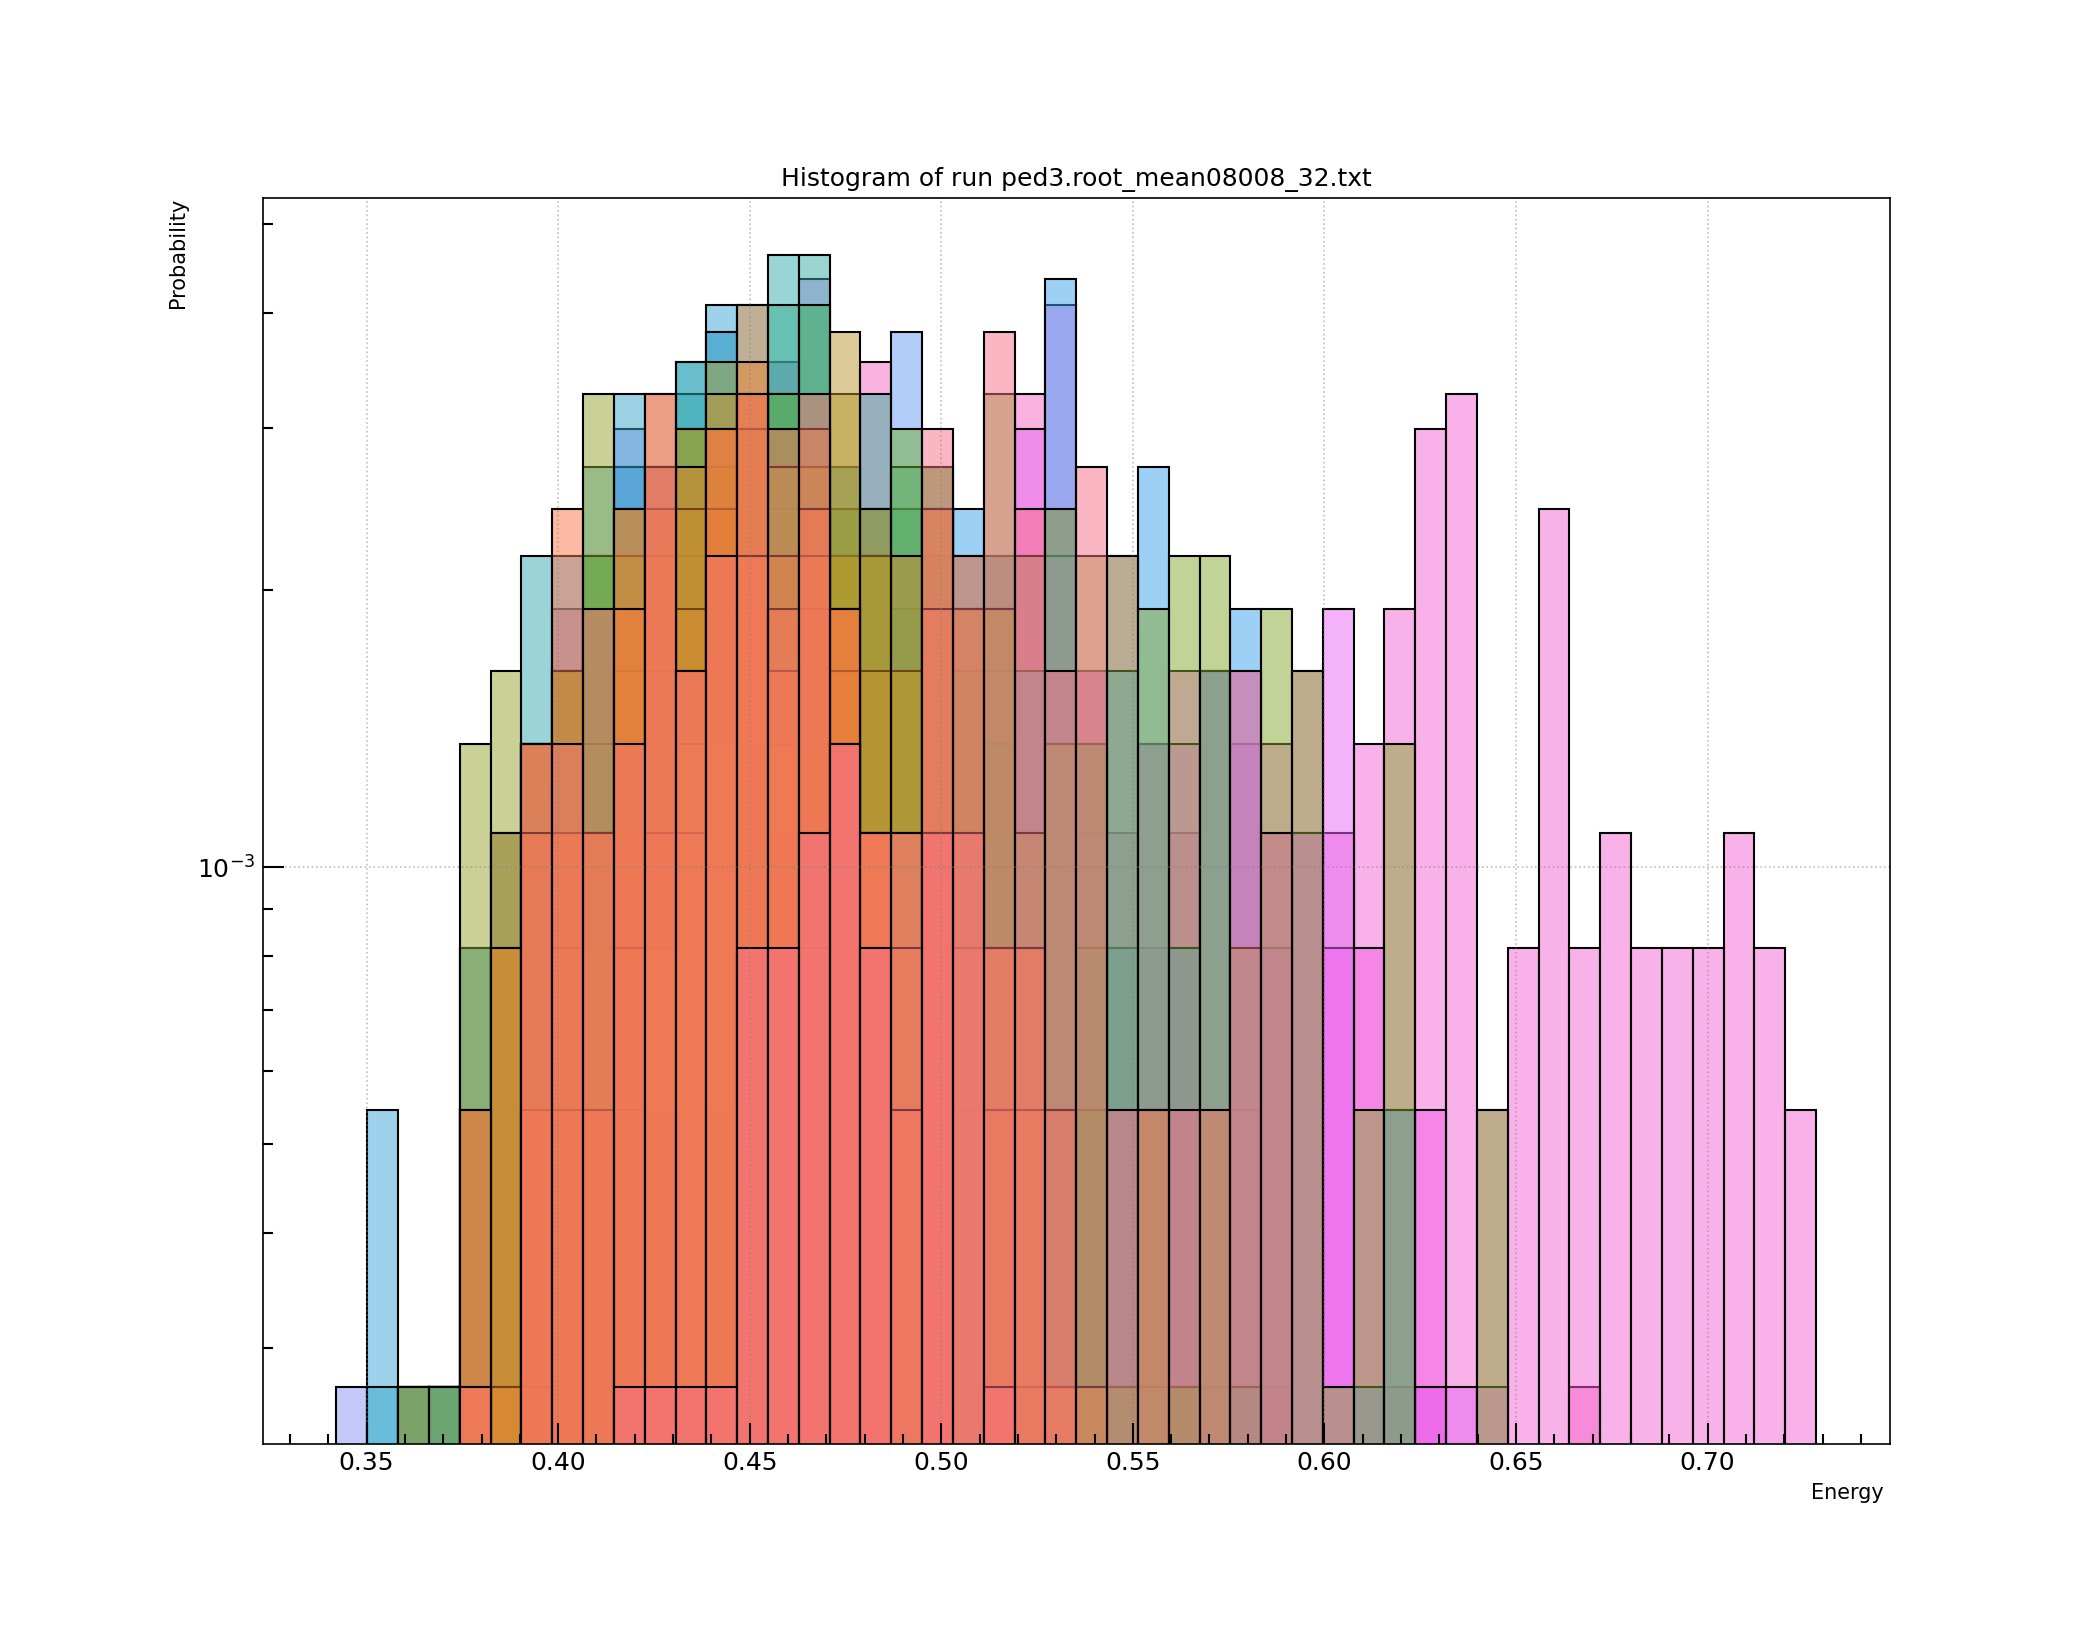 Histogram of run ped3.root_mean08008_32.txt
Probability
10⁻³
0.35 0.40 0.45 0.50 0.55 0.60 0.65 0.70
Energy